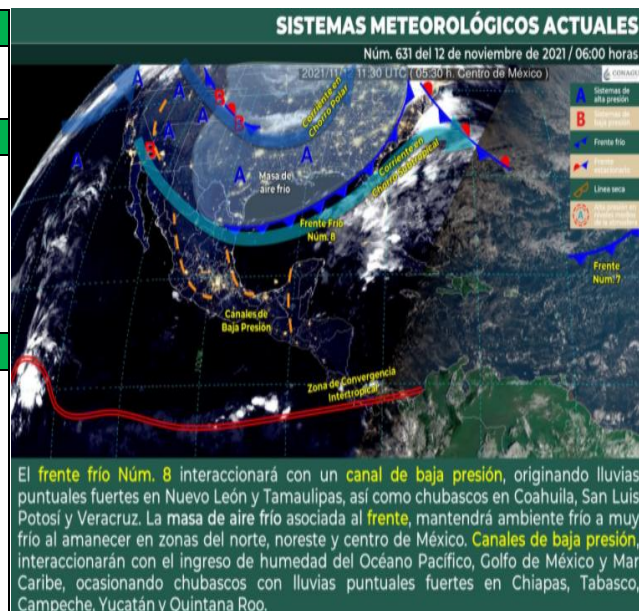 SISTEMAS METEOROLÓGICOS ACTUALES
Núm. 631 del 12 de noviembre de 2021 / 06:00 horas
11:30 UTC ( 05:30 h. Centro de México )
CONAGUA
A Sistemas de alta presión
B Sistemas de baja presión
Frente frío
Frente estacionario
Línea seca
A
A
A
A
A
A
A
A
B
B
B
Corriente en
Chorro Polar
Masa de
aire frío
Corriente en
Chorro Subtropical
Frente Frío
Núm. 8
Frente
Núm. 7
Canales de
Baja Presión
Zona de Convergencia
Intertropical
El frente frío Núm. 8 interaccionará con un canal de baja presión, originando lluvias
puntuales fuertes en Nuevo León y Tamaulipas, así como chubascos en Coahuila, San Luis
Potosí y Veracruz. La masa de aire frío asociada al frente, mantendrá ambiente frío a muy
frío al amanecer en zonas del norte, noreste y centro de México. Canales de baja presión,
interaccionarán con el ingreso de humedad del Océano Pacífico, Golfo de México y Mar
Caribe, ocasionando chubascos con lluvias puntuales fuertes en Chiapas, Tabasco,
Campeche, Yucatán y Quintana Roo.